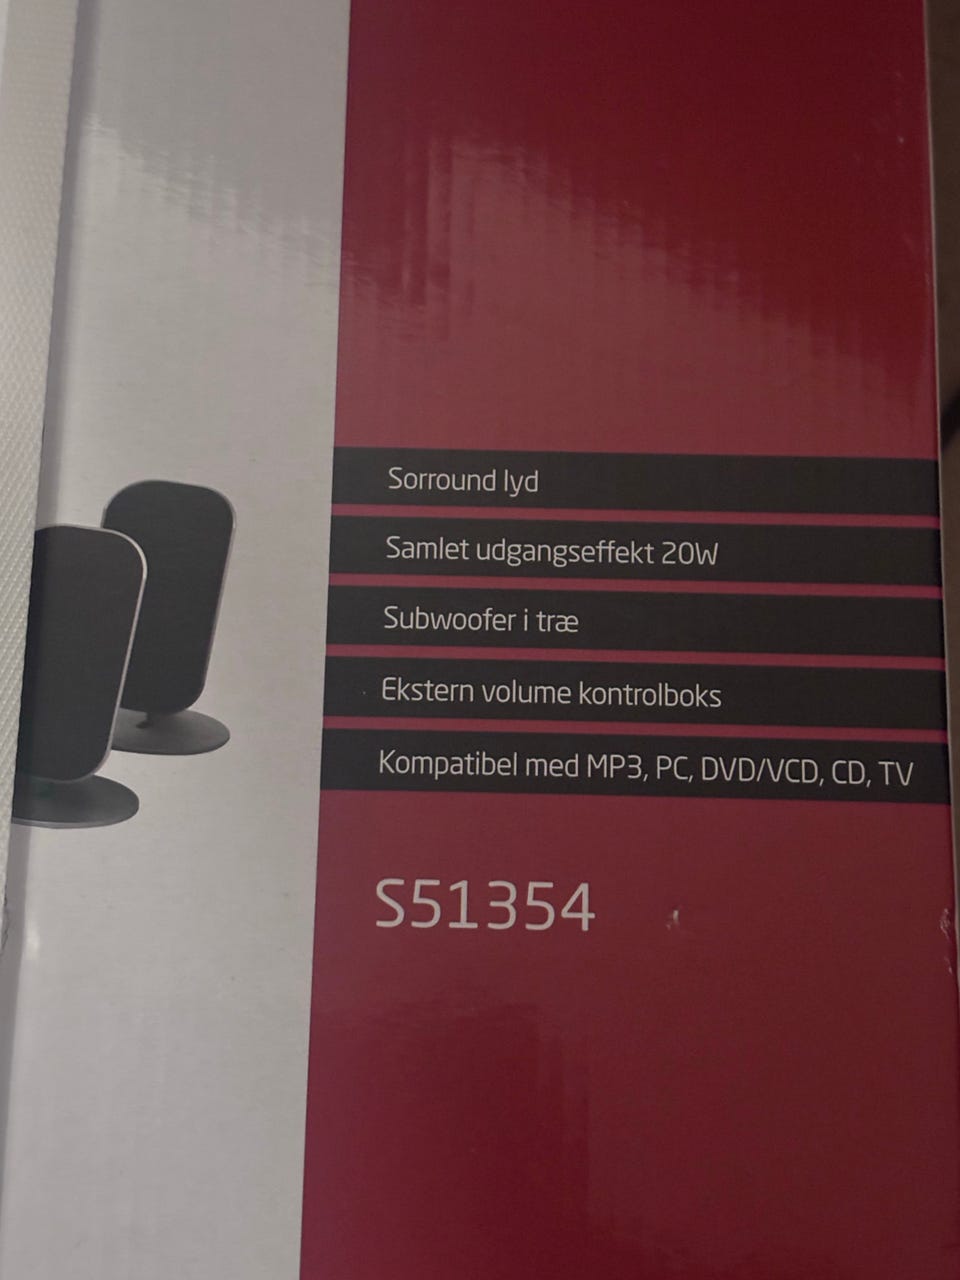 Sorround lyd
Samlet udgangseffekt 20W
Subwoofer i træ
Ekstern volume kontrolboks
Kompatibel med MP3, PC, DVD/VCD, CD, TV
S51354